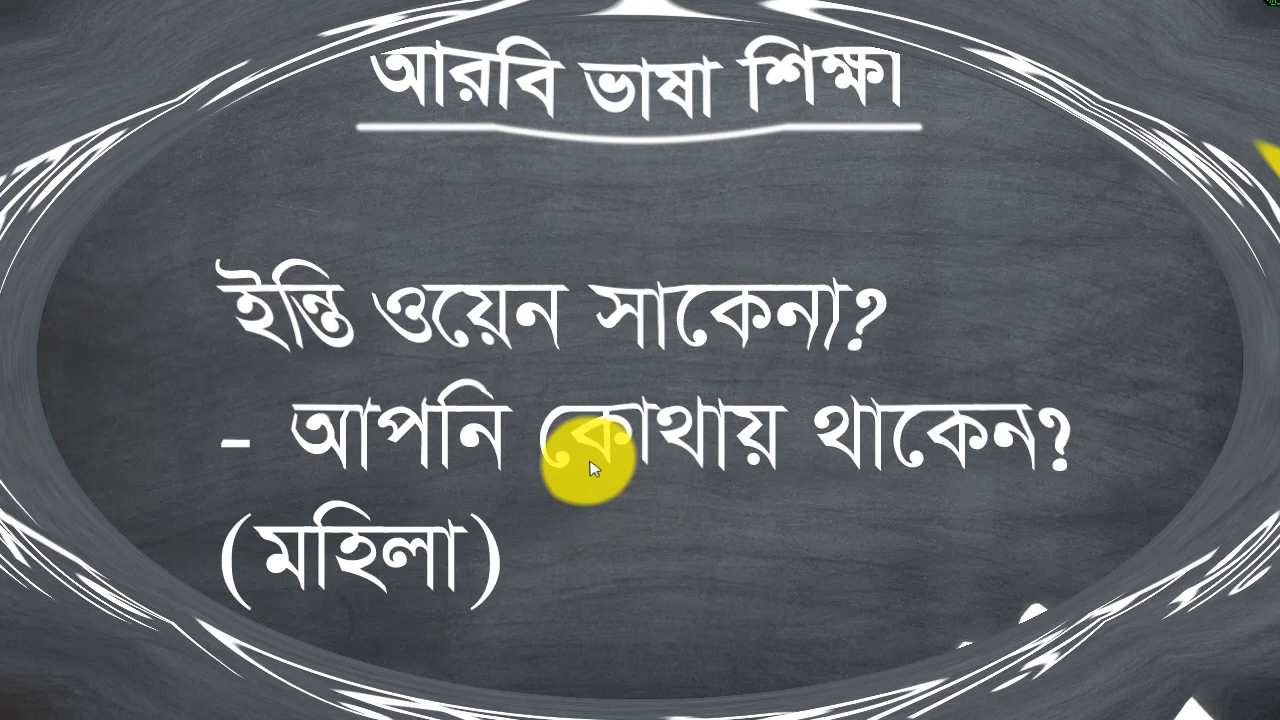 আরবি ভাষা শিক্ষা
ইন্তি ওয়েন সাকেনা?
- আপনি কোথায় থাকেন?
(মহিলা)